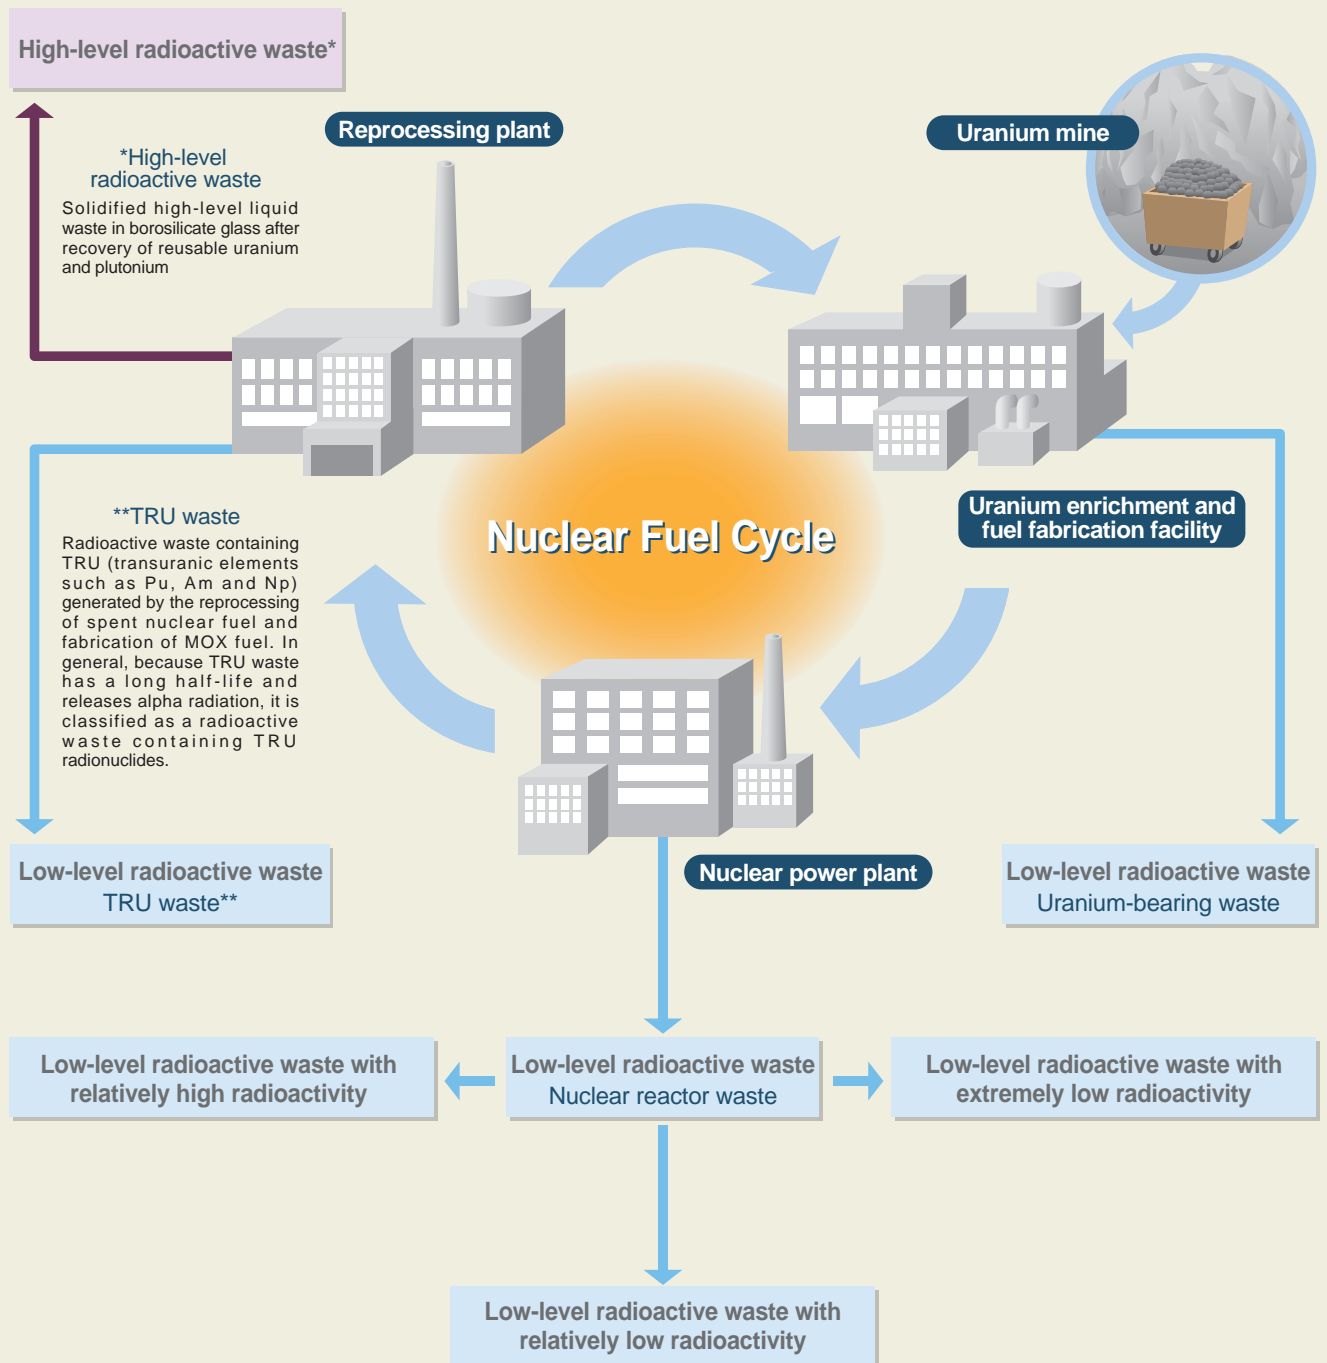 High-level radioactive waste*
Reprocessing plant
Uranium mine
*High-level
radioactive waste
Solidified high-level liquid
waste in borosilicate glass after
recovery of reusable uranium
and plutonium
Uranium enrichment and
fuel fabrication facility
Nuclear Fuel Cycle
**TRU waste
Radioactive waste containing
TRU (transuranic elements
such as Pu, Am and Np)
generated by the reprocessing
of spent nuclear fuel and
fabrication of MOX fuel. In
general, because TRU waste
has a long half-life and
releases alpha radiation, it is
classified as a radioactive
waste containing TRU
radionuclides.
Low-level radioactive waste
TRU waste**
Nuclear power plant
Low-level radioactive waste
Uranium-bearing waste
Low-level radioactive waste with
relatively high radioactivity
Low-level radioactive waste
Nuclear reactor waste
Low-level radioactive waste with
extremely low radioactivity
Low-level radioactive waste with
relatively low radioactivity